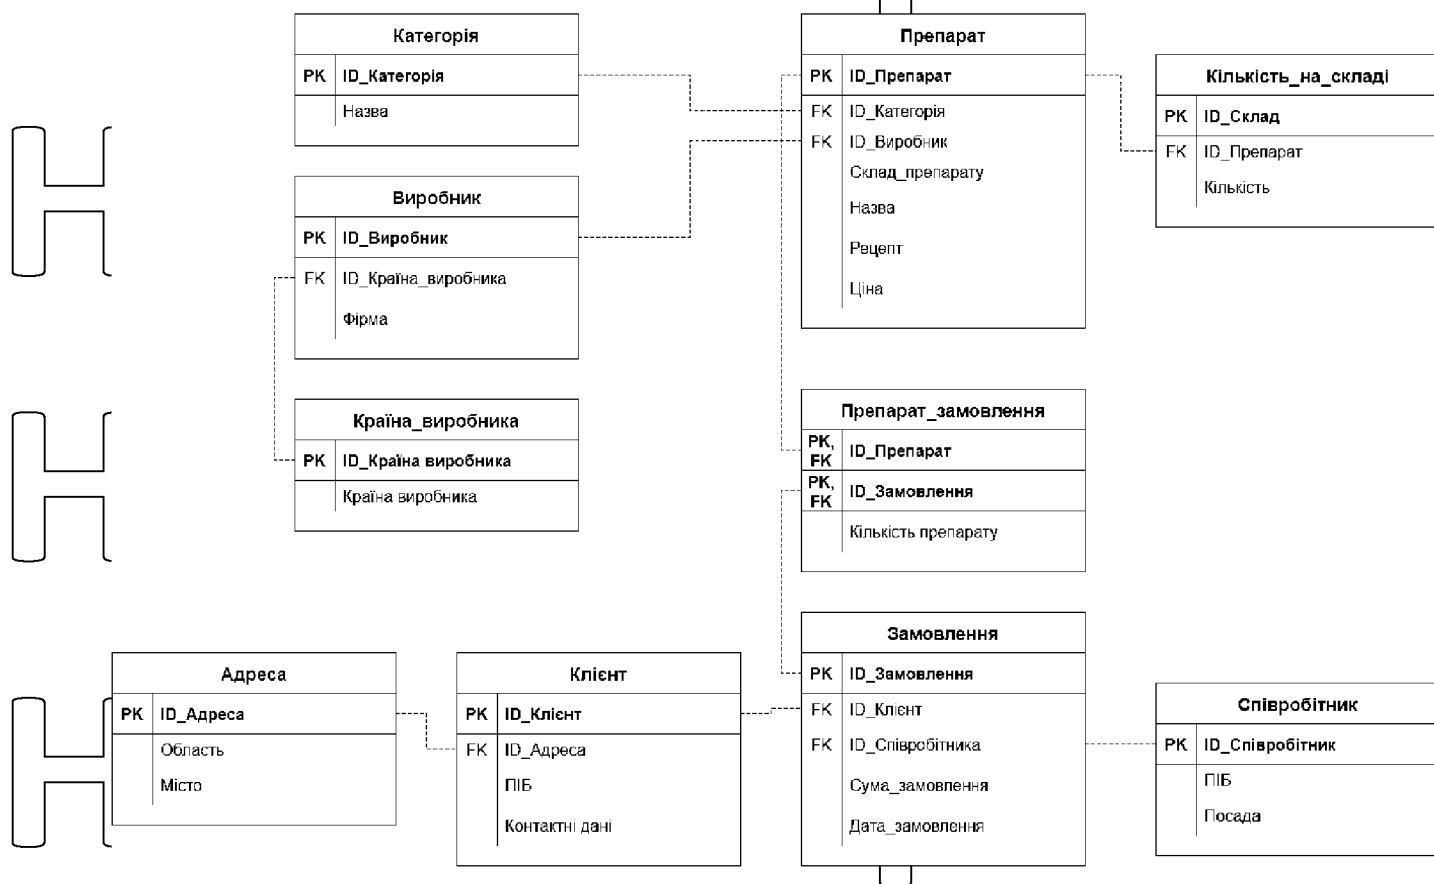 Категорія
PK ID_Категорія
Назва
Виробник
PK ID_Виробник
FK ID_Країна_виробника
Фірма
Країна_виробника
PK ID_Країна виробника
Країна виробника
Препарат
PK ID_Препарат
FK ID_Категорія
FK ID_Виробник
Склад_препарату
Назва
Рецепт
Ціна
Кількість_на_складі
PK ID_Склад
FK ID_Препарат
Кількість
Препарат_замовлення
PK, FK ID_Препарат
PK, FK ID_Замовлення
Кількість препарату
Адреса
PK ID_Адреса
Область
Місто
Клієнт
PK ID_Клієнт
FK ID_Адреса
ПІБ
Контактні дані
Замовлення
PK ID_Замовлення
FK ID_Клієнт
FK ID_Співробітника
Сума_замовлення
Дата_замовлення
Співробітник
PK ID_Співробітник
ПІБ
Посада